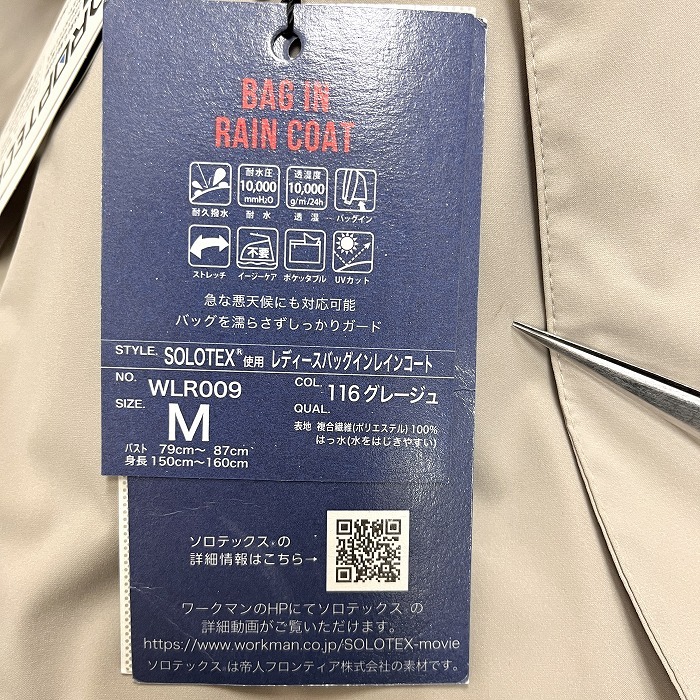 BAG IN
RAIN COAT
耐久撥水
耐水圧
10,000
mmH2O
耐 水
透湿度
10,000
g/㎡/24h
透 湿
バッグイン
ストレッチ
不要
イージーケア
ポケッタブル
UVカット
急な悪天候にも対応可能
バッグを濡らさずしっかりガード
STYLE. SOLOTEX®使用 レディースバッグインレインコート
NO. WLR009
COL. 116 グレージュ
SIZE. M
QUAL.
表地 複合繊維(ポリエステル) 100%
はっ水(水をはじきやすい)
バスト 79cm～ 87cm
身長 150cm～160cm
ソロテックス®の
詳細情報はこちら→
ワークマンのHPにてソロテックス®の
詳細動画がご覧いただけます。
https://www.workman.co.jp/SOLOTEX-movie
ソロテックス®は帝人フロンティア株式会社の素材です。